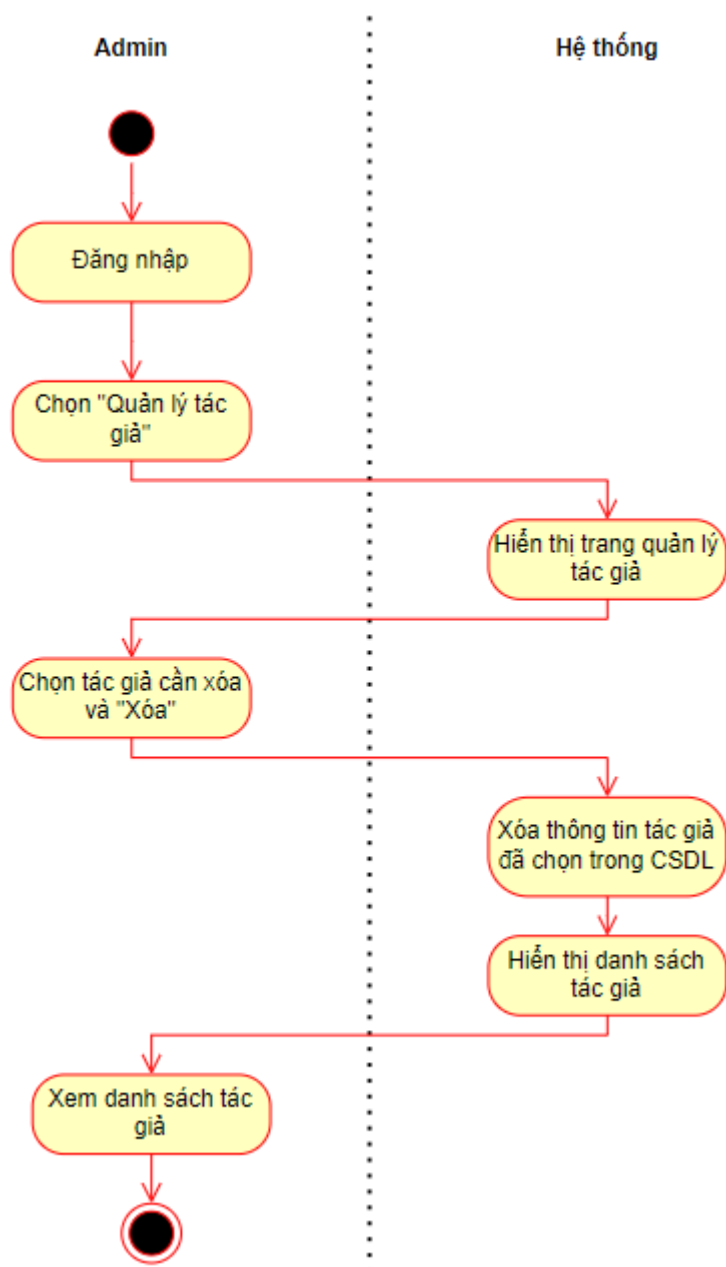 Admin
Hệ thống
Đăng nhập
Chọn "Quản lý tác
giả"
Hiển thị trang quản lý
tác giả
Chọn tác giả cần xóa
và "Xóa"
Xóa thông tin tác giả
đã chọn trong CSDL
Hiển thị danh sách
tác giả
Xem danh sách tác
giả